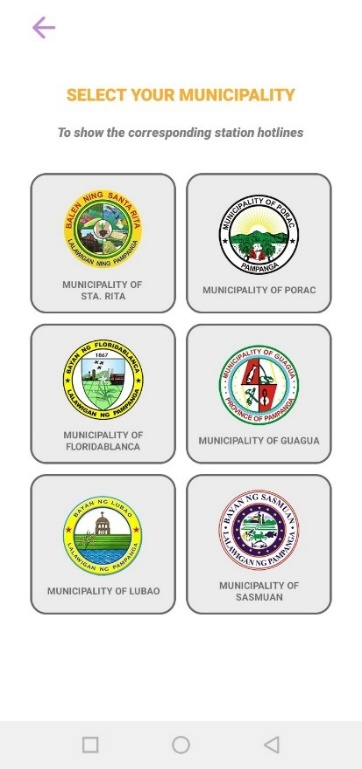 SELECT YOUR MUNICIPALITY
To show the corresponding station hotlines
BALEN NING SANTA RITA
LALAWIGAN NING PAMPANGA
MUNICIPALITY OF
STA. RITA
MUNICIPALITY OF PORAC
PAMPANGA
MUNICIPALITY OF PORAC
BAYAN NG FLORIDABLANCA
1867
LALAWIGAN NG PAMPANGA
MUNICIPALITY OF
FLORIDABLANCA
MUNICIPALITY OF GUAGUA
PROVINCE OF PAMPANGA
MUNICIPALITY OF GUAGUA
BAYAN NG LUBAO
LALAWIGAN NG PAMPANGA
MUNICIPALITY OF LUBAO
BAYAN NG SASMUAN
LALAWIGAN NG PAMPANGA
MUNICIPALITY OF
SASMUAN